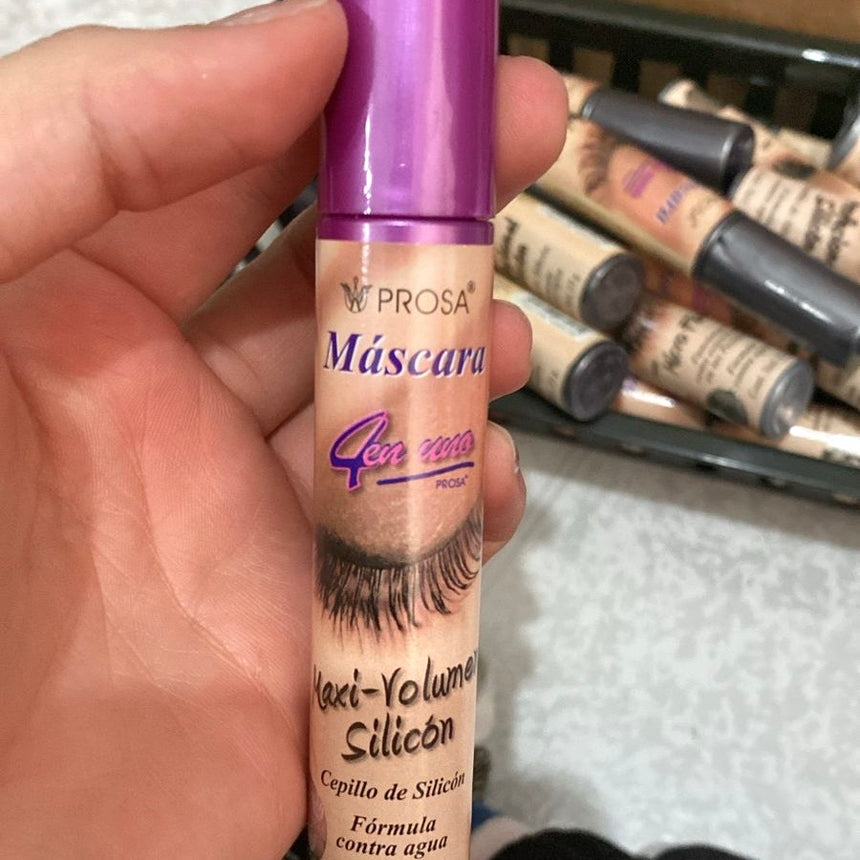 PROSA®
Máscara
4en uno
PROSA®
Maxi-Volumen
Silicón
Cepillo de Silicón
Fórmula
contra agua